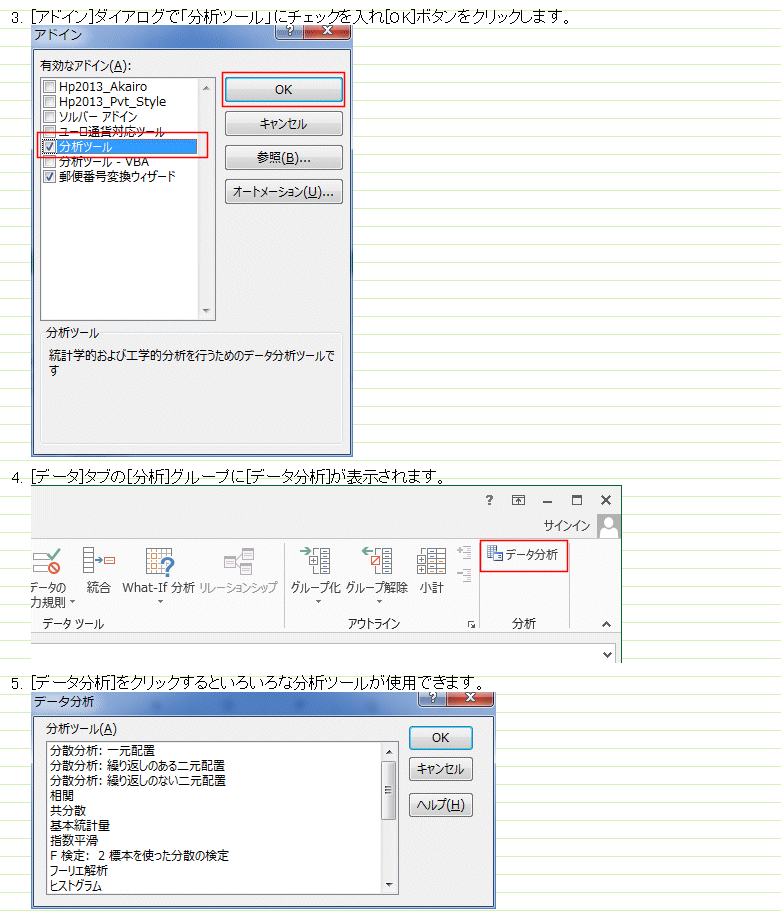 3. [アドイン]ダイアログで「分析ツール」にチェックを入れ[OK]ボタンをクリックします。
アドイン
有効なアドイン(A):
Hp2013_Akairo
Hp2013_Pvt_Style
ソルバー アドイン
ユーロ通貨対応ツール
分析ツール
分析ツール - VBA
郵便番号変換ウィザード
OK
キャンセル
参照(B)...
オートメーション(U)...
分析ツール
統計学的および工学的分析を行うためのデータ分析ツールで
す
4. [データ]タブの[分析]グループに[データ分析]が表示されます。
?
サインイン
データの
力規則
統合
What-If 分析
リレーションシップ
グループ化
グループ解除
小計
データ分析
データ ツール
アウトライン
分析
5. [データ分析]をクリックするといろいろな分析ツールが使用できます。
データ分析
分析ツール(A)
分散分析: 一元配置
分散分析: 繰り返しのある二元配置
分散分析: 繰り返しのない二元配置
相関
共分散
基本統計量
指数平滑
F 検定: 2 標本を使った分散の検定
フーリエ解析
ヒストグラム
OK
キャンセル
ヘルプ(H)